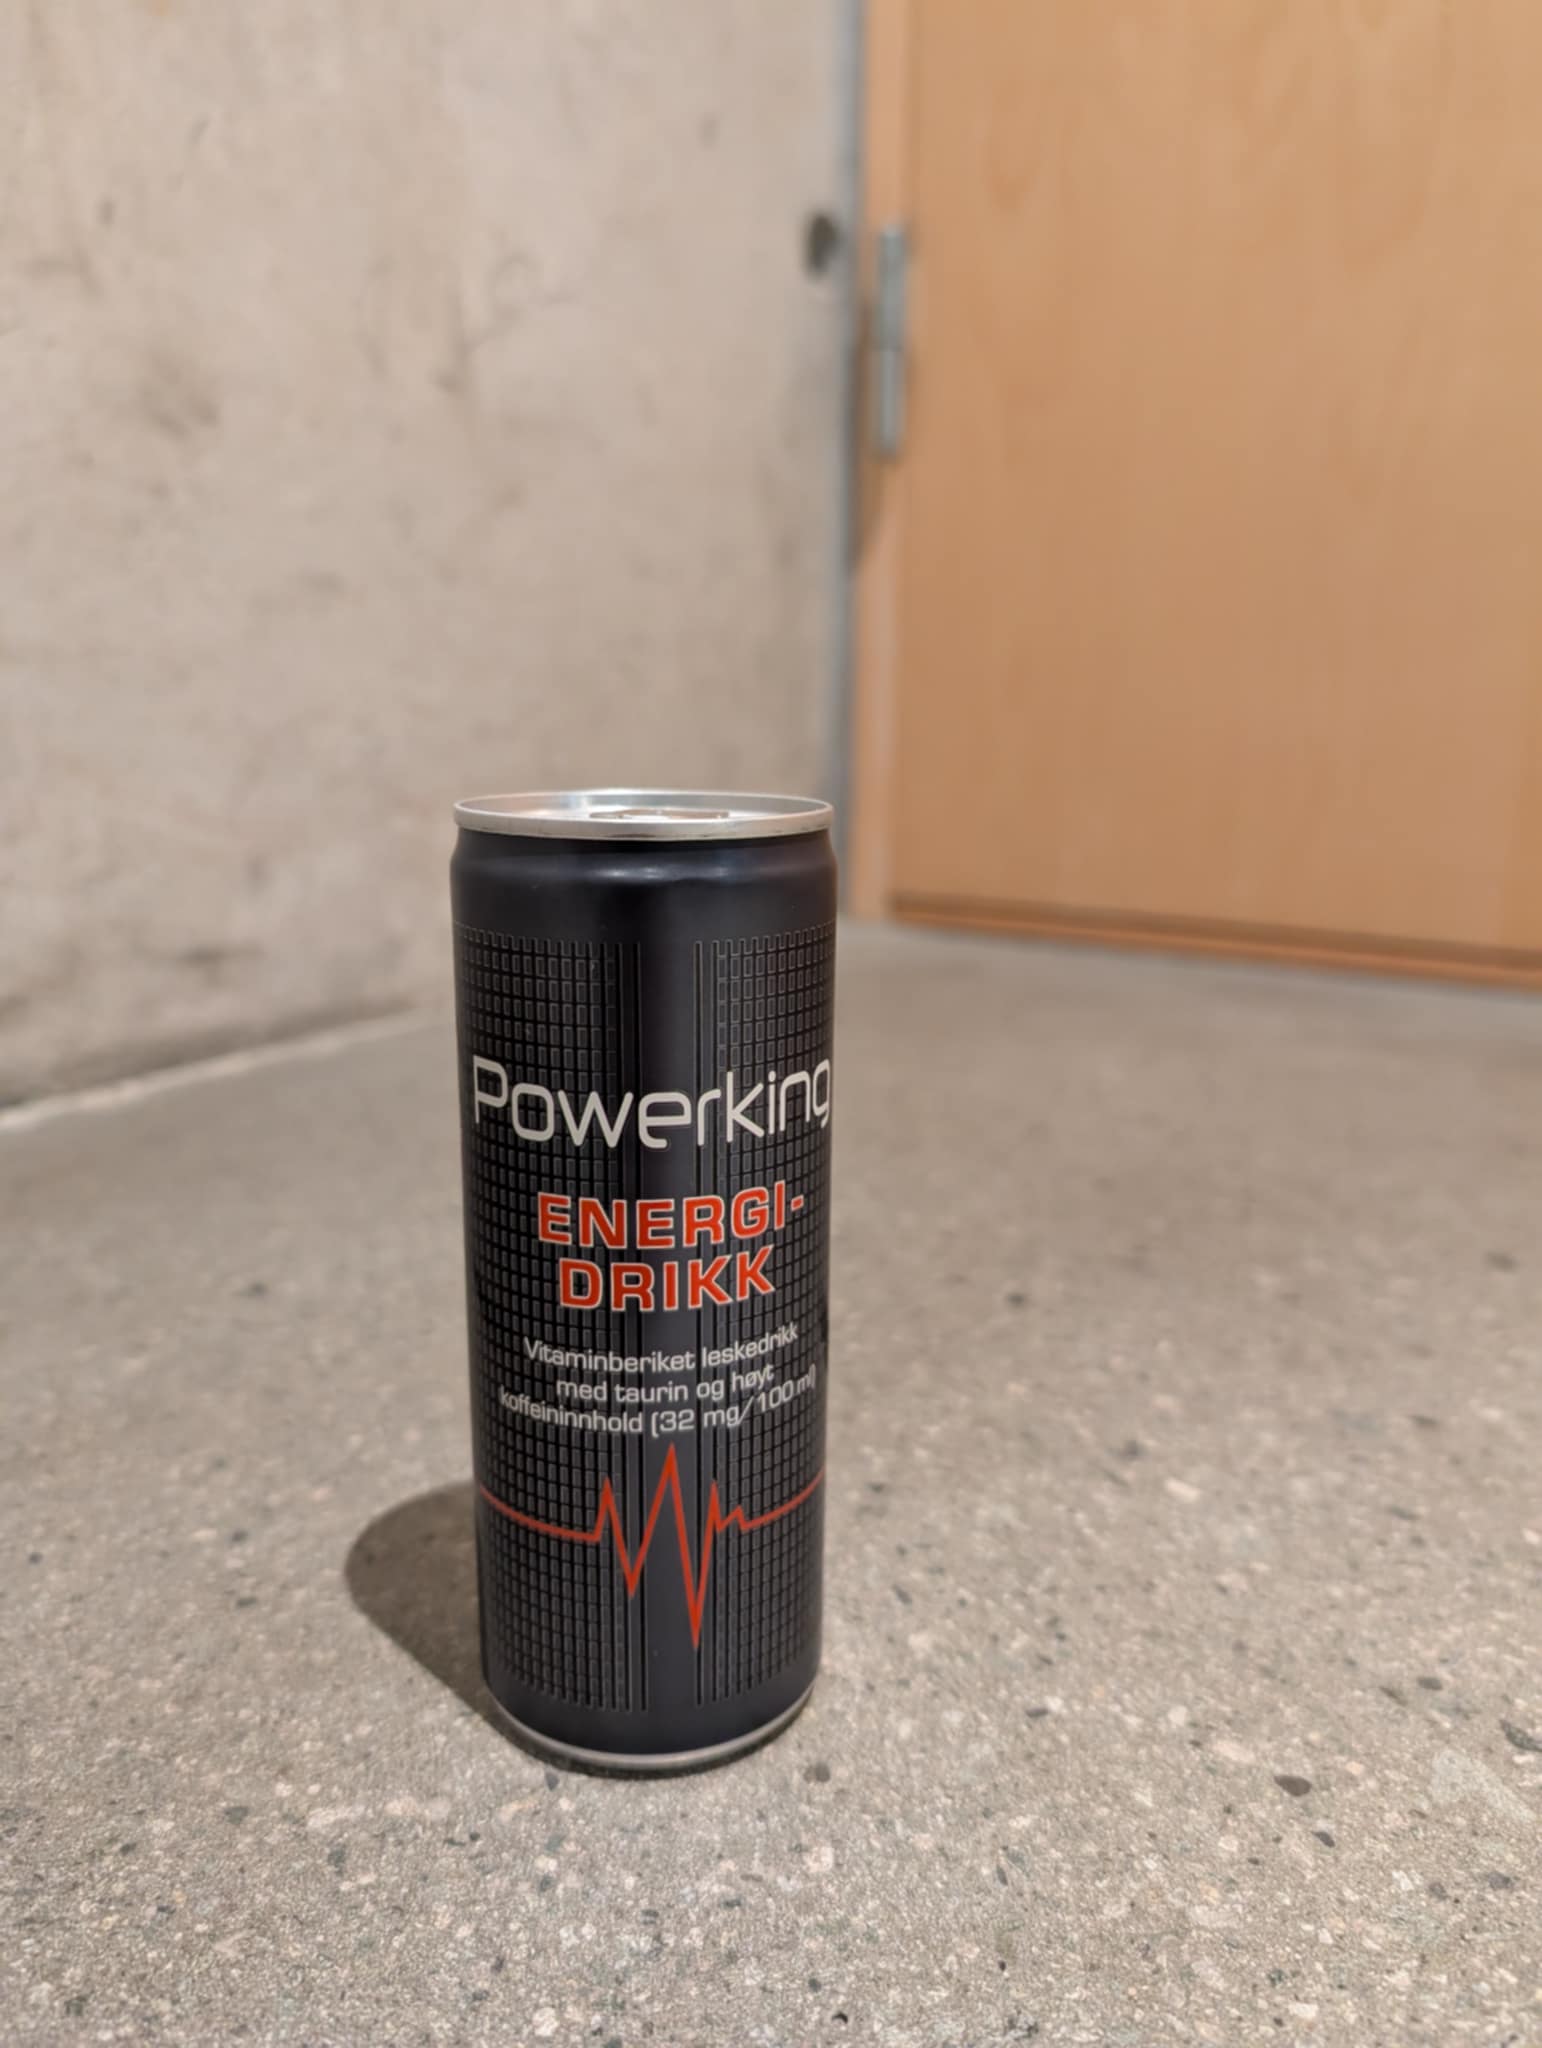 Powerking
ENERGI-
DRIKK
Vitaminberiket leskedrikk
med taurin og høyt
koffeininnhold (32 mg/100 ml)